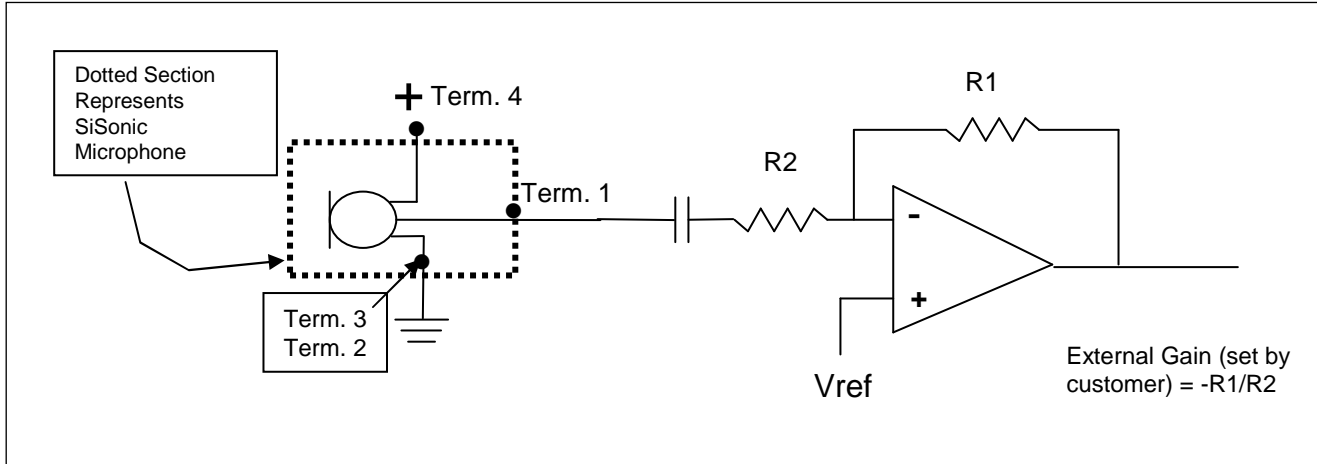 Dotted Section
Represents
SiSonic
Microphone
+ Term. 4
Term. 1
Term. 3
Term. 2
R2
R1
-
+
Vref
External Gain (set by
customer) = -R1/R2